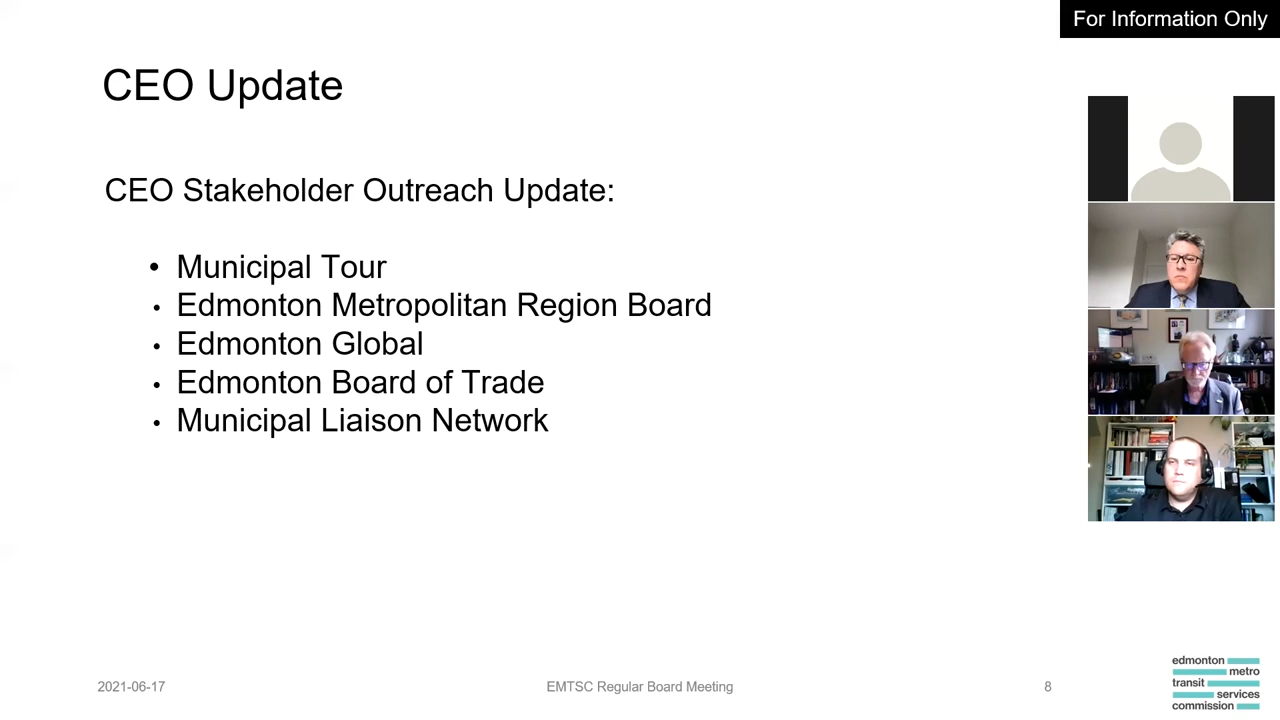 For Information Only
CEO Update
CEO Stakeholder Outreach Update:
• Municipal Tour
• Edmonton Metropolitan Region Board
• Edmonton Global
• Edmonton Board of Trade
• Municipal Liaison Network
2021-06-17
EMTSC Regular Board Meeting
8
edmonton
metro
transit
services
commission